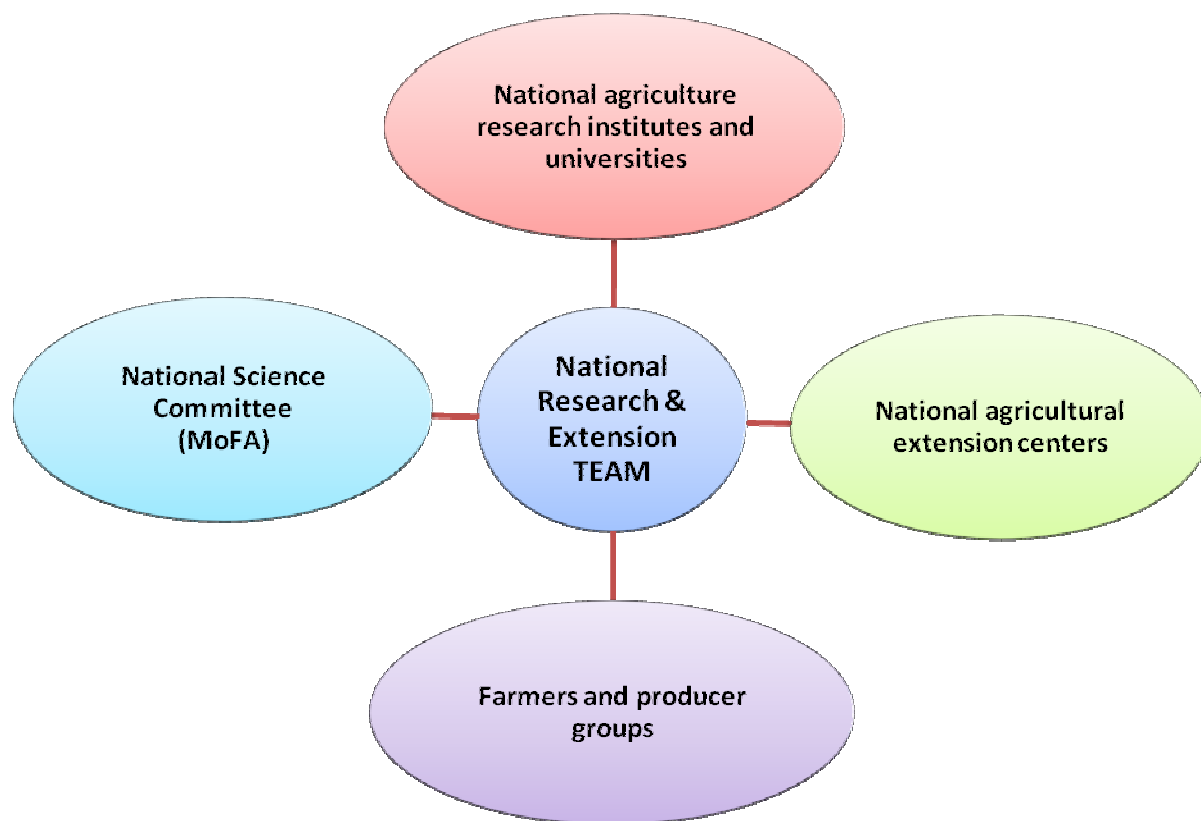 National agriculture
research institutes and
universities
National Science
Committee
(MoFA)
National
Research &
Extension
TEAM
National agricultural
extension centers
Farmers and producer
groups